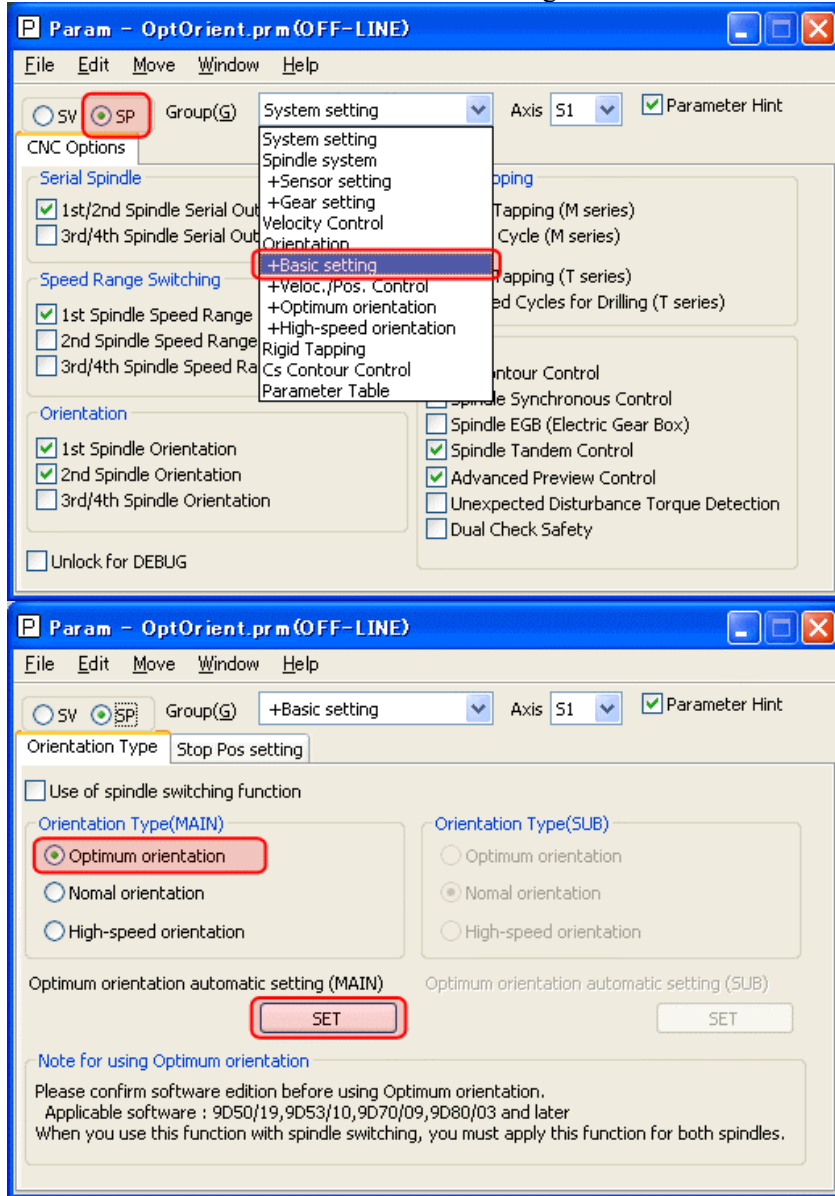 Param - OptOrient.prm(OFF-LINE)
File Edit Move Window Help
SV SP Group(G) System setting Axis S1 Parameter Hint
CNC Options
System setting
Spindle system
+Sensor setting
+Gear setting
Velocity Control
Orientation
+Basic setting
+Veloc./Pos. Control
+Optimum orientation
+High-speed orientation
Rigid Tapping
Cs Contour Control
Parameter Table
Serial Spindle
1st/2nd Spindle Serial Out
3rd/4th Spindle Serial Out
Speed Range Switching
1st Spindle Speed Range
2nd Spindle Speed Range
3rd/4th Spindle Speed Ra
Orientation
1st Spindle Orientation
2nd Spindle Orientation
3rd/4th Spindle Orientation
Unlock for DEBUG
Tapping (M series)
Cycle (M series)
Tapping (T series)
ed Cycles for Drilling (T series)
ntour Control
Spindle Synchronous Control
Spindle EGB (Electric Gear Box)
Spindle Tandem Control
Advanced Preview Control
Unexpected Disturbance Torque Detection
Dual Check Safety
Param - OptOrient.prm(OFF-LINE)
File Edit Move Window Help
SV SP Group(G) +Basic setting Axis S1 Parameter Hint
Orientation Type Stop Pos setting
Use of spindle switching function
Orientation Type(MAIN) Orientation Type(SUB)
Optimum orientation Optimum orientation
Nomal orientation Nomal orientation
High-speed orientation High-speed orientation
Optimum orientation automatic setting (MAIN) Optimum orientation automatic setting (SUB)
SET SET
Note for using Optimum orientation
Please confirm software edition before using Optimum orientation.
Applicable software : 9D50/19,9D53/10,9D70/09,9D80/03 and later
When you use this function with spindle switching, you must apply this function for both spindles.